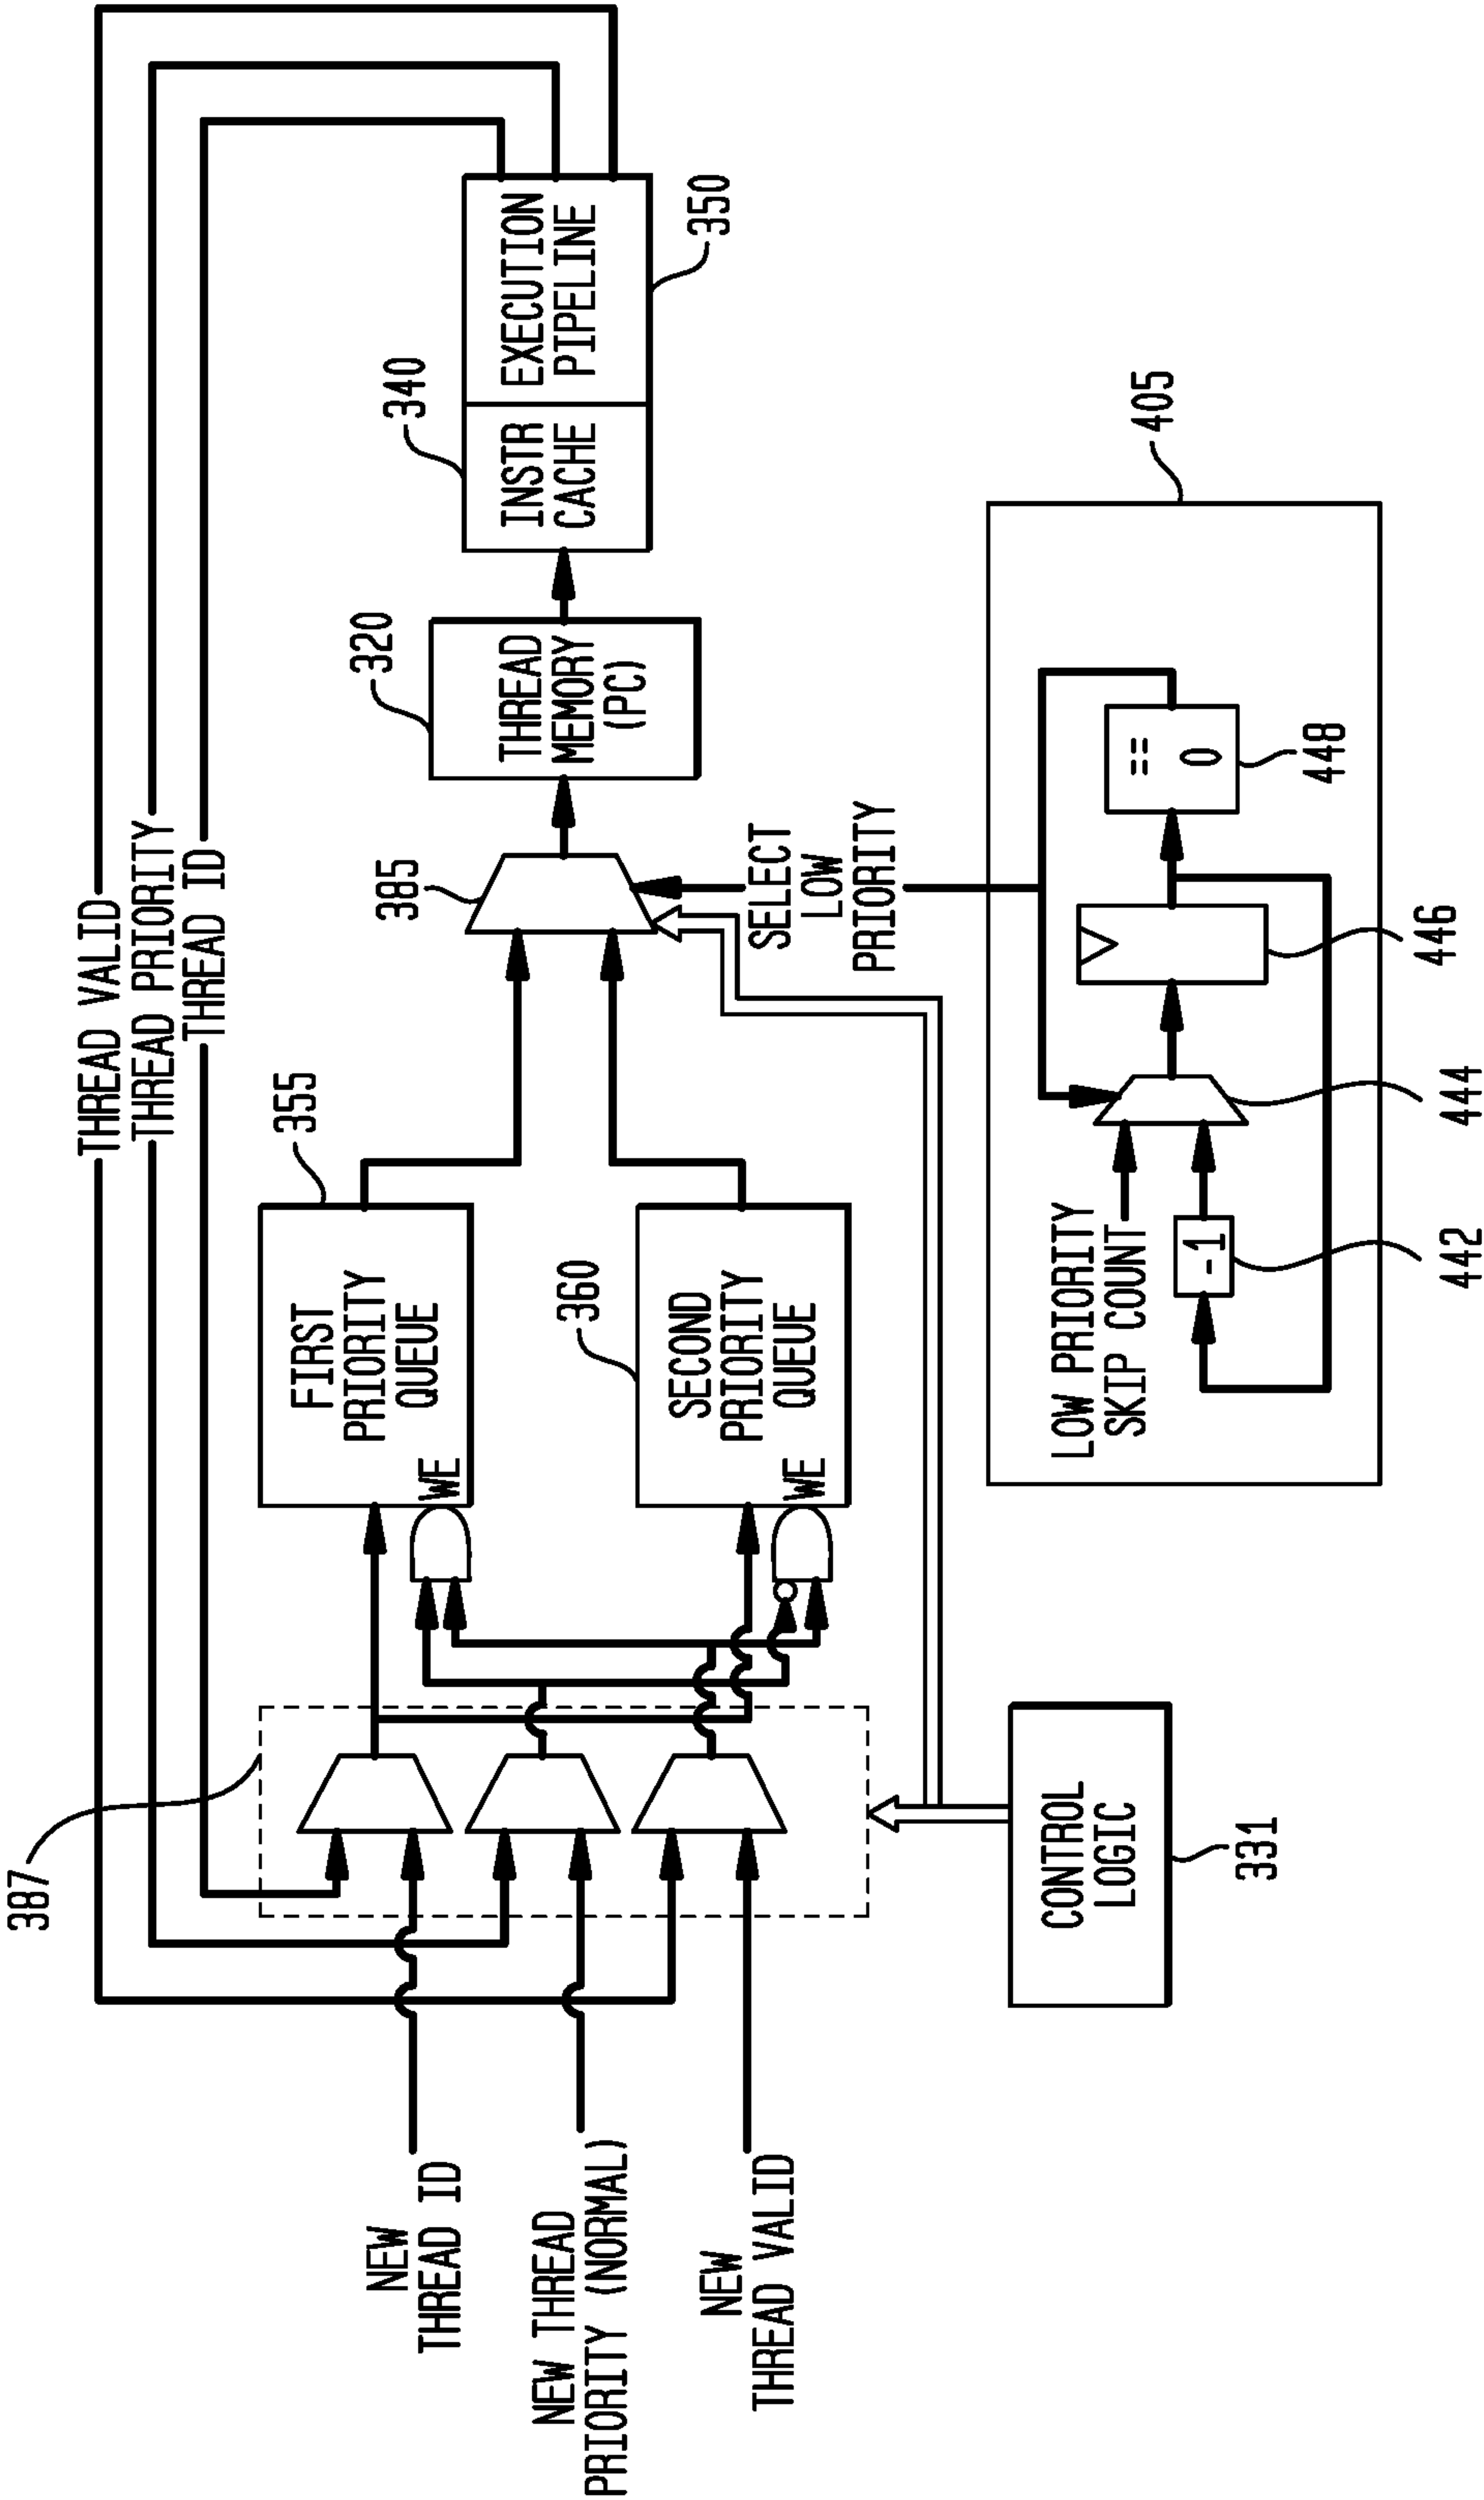 387
THREAD VALID
THREAD PRIORITY
THREAD ID
355
FIRST
PRIORITY
QUEUE
WE
360
SECOND
PRIORITY
QUEUE
WE
385
320
THREAD
MEMORY
(PC)
340
INSTR
CACHE
EXECUTION
PIPELINE
350
NEW
THREAD ID
NEW THREAD
PRIORITY (NORMAL)
NEW
THREAD VALID
SELECT
LOW
PRIORITY
CONTROL
LOGIC
331
405
LOW PRIORITY
SKIP COUNT
-1
==
0
442
444
446
448